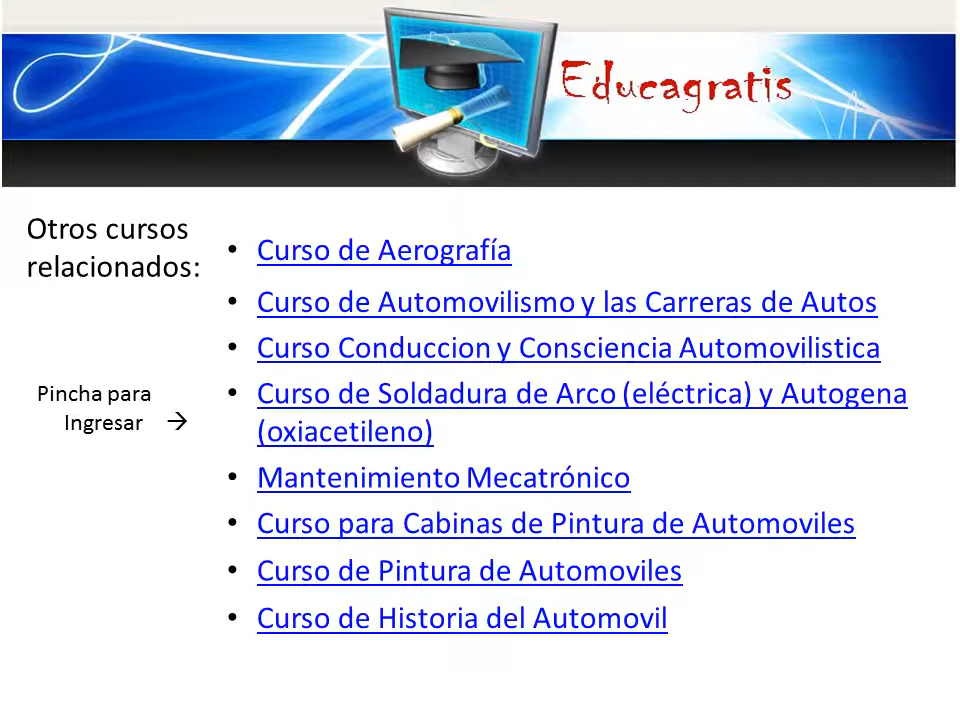 Educagratis
Otros cursos
relacionados:
Pincha para
Ingresar →
• Curso de Aerografía
• Curso de Automovilismo y las Carreras de Autos
• Curso Conduccion y Consciencia Automovilistica
• Curso de Soldadura de Arco (eléctrica) y Autogena
(oxiacetileno)
• Mantenimiento Mecatrónico
• Curso para Cabinas de Pintura de Automoviles
• Curso de Pintura de Automoviles
• Curso de Historia del Automovil